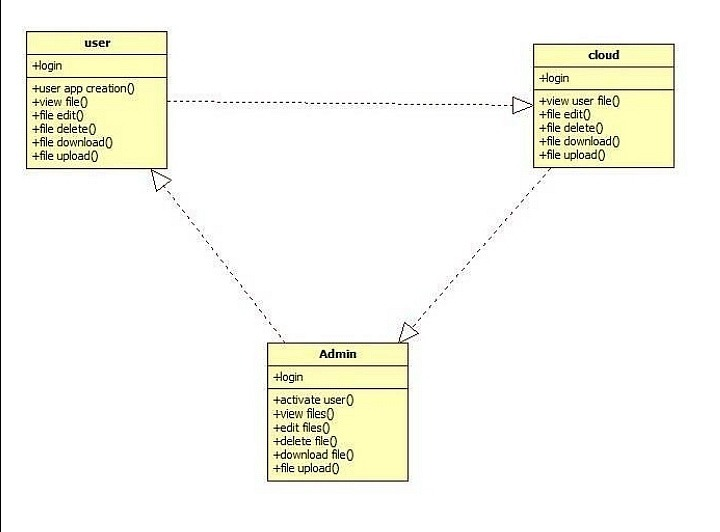 user
+login
+user app creation()
+view file()
+file edit()
+file delete()
+file download()
+file upload()
cloud
+login
+view user file()
+file edit()
+file delete()
+file download()
+file upload()
Admin
+login
+activate user()
+view files()
+edit files()
+delete file()
+download file()
+file upload()